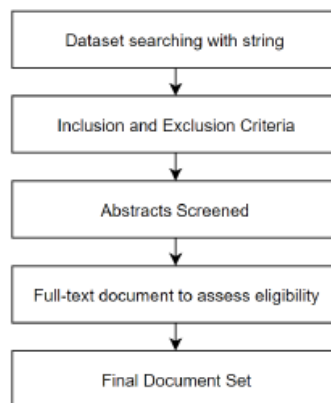 Dataset searching with string
Inclusion and Exclusion Criteria
Abstracts Screened
Full-text document to assess eligibility
Final Document Set